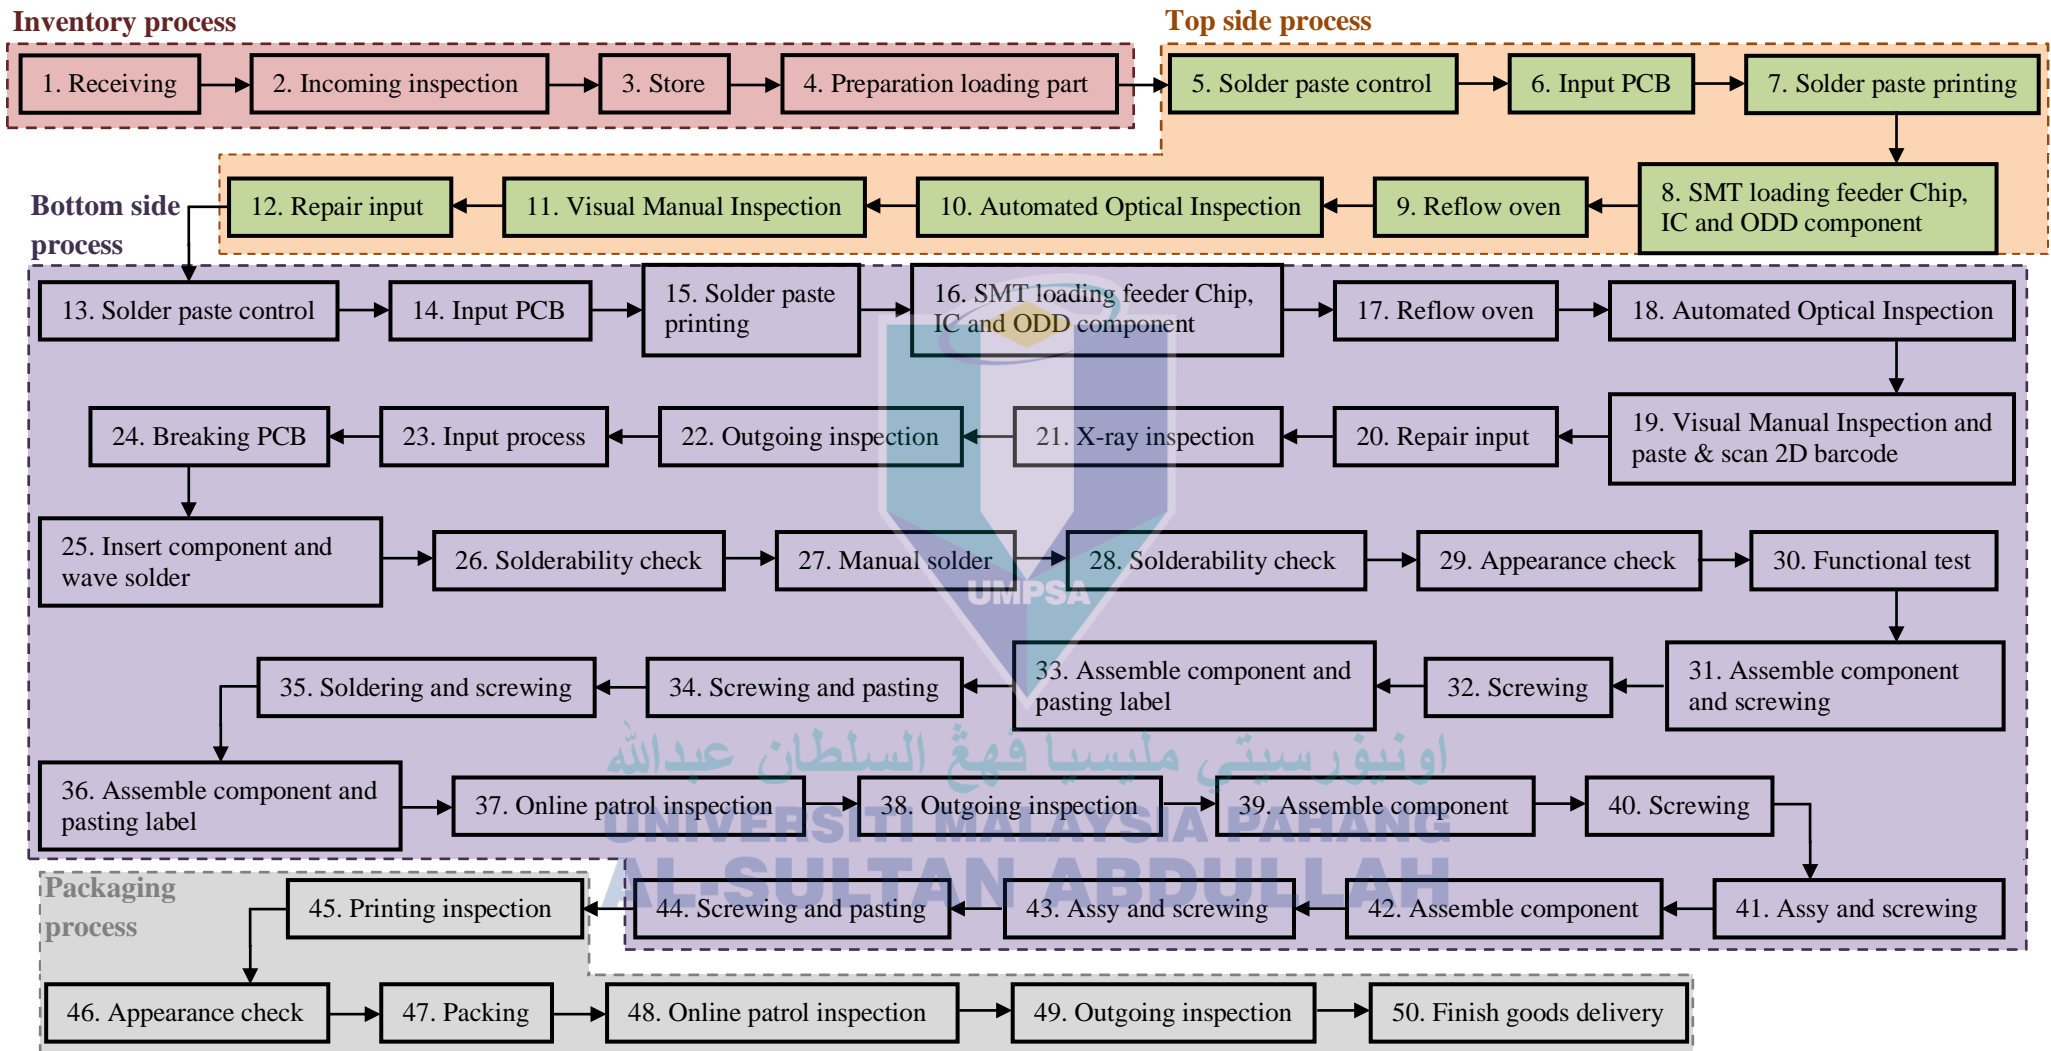 Inventory process
Top side process
1. Receiving
2. Incoming inspection
3. Store
4. Preparation loading part
5. Solder paste control
6. Input PCB
7. Solder paste printing
8. SMT loading feeder Chip,
IC and ODD component
9. Reflow oven
10. Automated Optical Inspection
11. Visual Manual Inspection
12. Repair input
Bottom side
process
13. Solder paste control
14. Input PCB
15. Solder paste
printing
16. SMT loading feeder Chip,
IC and ODD component
17. Reflow oven
18. Automated Optical Inspection
19. Visual Manual Inspection and
paste & scan 2D barcode
20. Repair input
21. X-ray inspection
22. Outgoing inspection
23. Input process
24. Breaking PCB
25. Insert component and
wave solder
26. Solderability check
27. Manual solder
28. Solderability check
29. Appearance check
30. Functional test
UMPSA
31. Assemble component
and screwing
32. Screwing
33. Assemble component and
pasting label
34. Screwing and pasting
35. Soldering and screwing
اونيۏرسيتي مليسيا ڤهڠ السلطان عبدالله
36. Assemble component and
pasting label
37. Online patrol inspection
38. Outgoing inspection
39. Assemble component
40. Screwing
UNIVERSITI MALAYSIA PAHANG
AL-SULTAN ABDULLAH
41. Assy and screwing
42. Assemble component
43. Assy and screwing
44. Screwing and pasting
Packaging
process
45. Printing inspection
46. Appearance check
47. Packing
48. Online patrol inspection
49. Outgoing inspection
50. Finish goods delivery